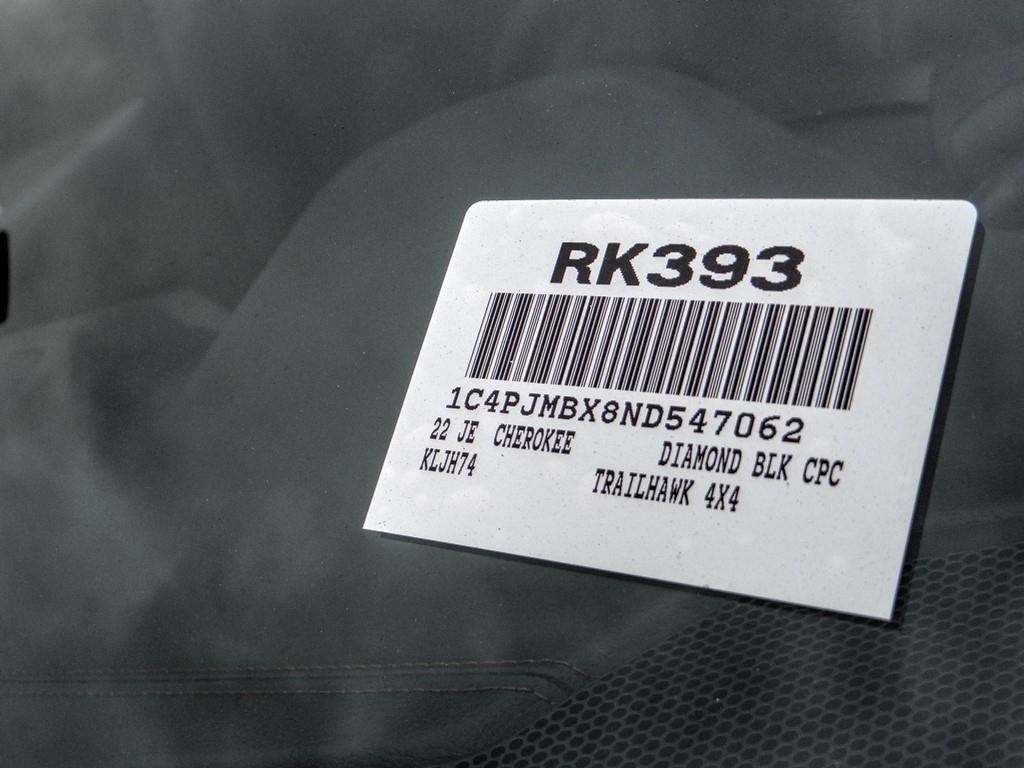 RK393
1C4PJMBX8ND547062
22 JE CHEROKEE DIAMOND BLK CPC
KLJH74 TRAILHAWK 4X4